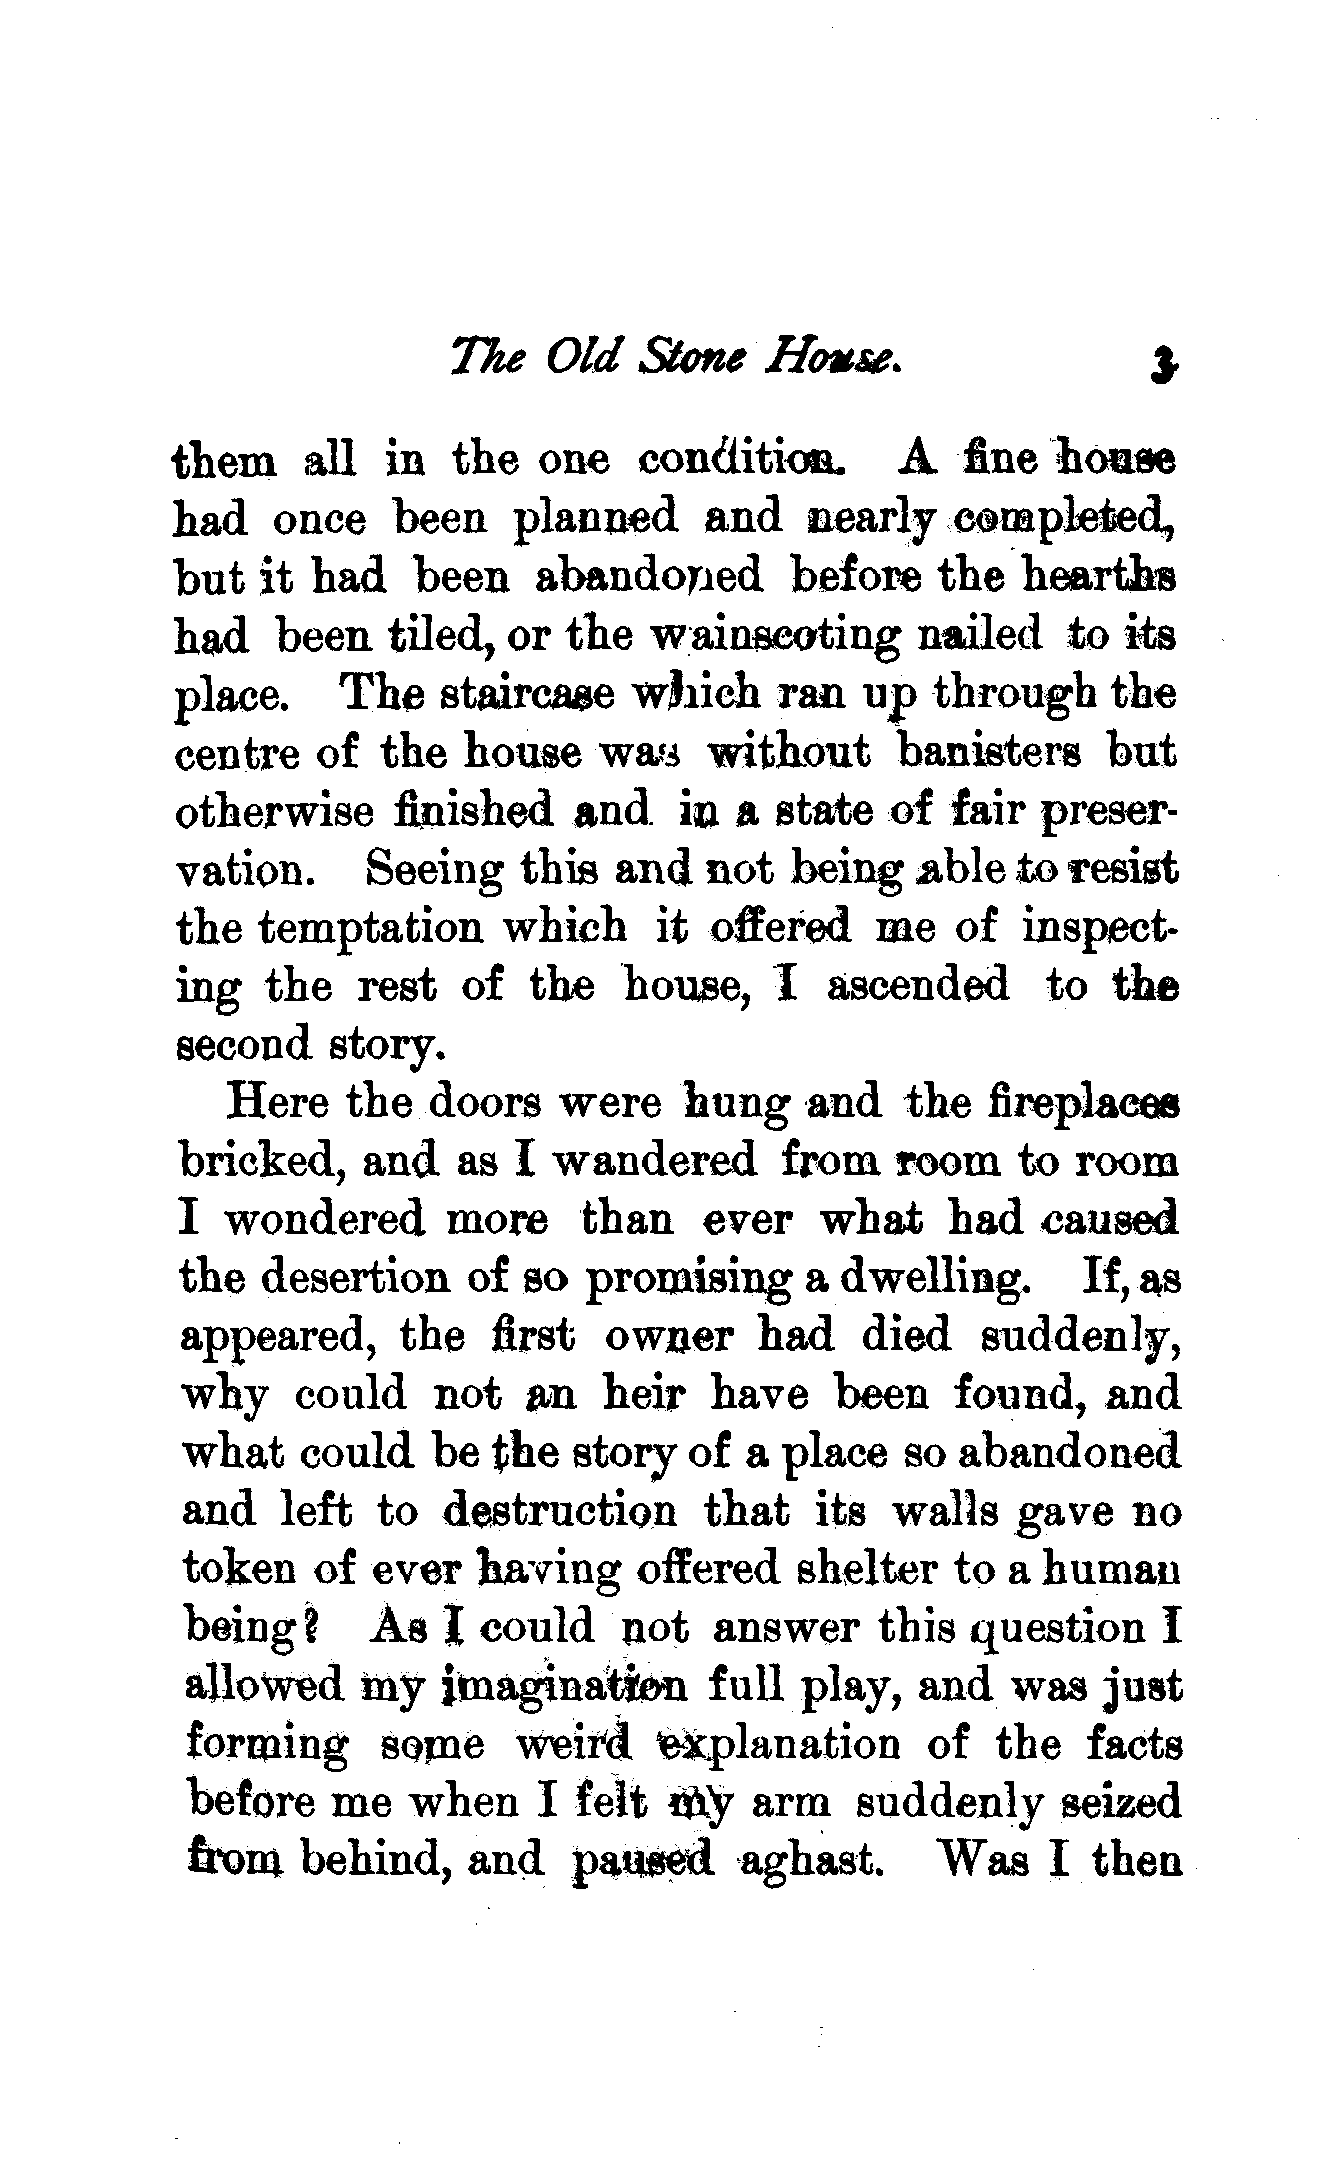 The Old Stone House. 3
them all in the one condition. A fine house
had once been planned and nearly completed,
but it had been abandoned before the hearths
had been tiled, or the wainscoting nailed to its
place. The staircase which ran up through the
centre of the house was without banisters but
otherwise finished and in a state of fair preser-
vation. Seeing this and not being able to resist
the temptation which it offered me of inspect-
ing the rest of the house, I ascended to the
second story.
Here the doors were hung and the fireplaces
bricked, and as I wandered from room to room
I wondered more than ever what had caused
the desertion of so promising a dwelling. If, as
appeared, the first owner had died suddenly,
why could not an heir have been found, and
what could be the story of a place so abandoned
and left to destruction that its walls gave no
token of ever having offered shelter to a human
being? As I could not answer this question I
allowed my imagination full play, and was just
forming some weird explanation of the facts
before me when I felt my arm suddenly seized
from behind, and paused aghast. Was I then